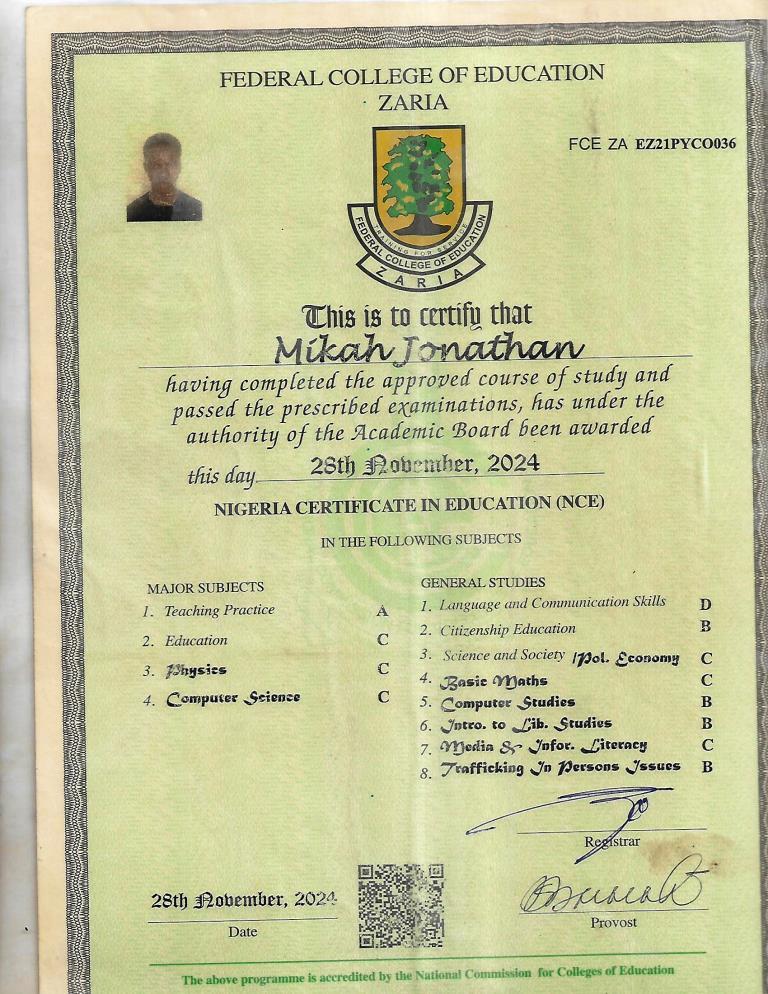 FEDERAL COLLEGE OF EDUCATION
ZARIA
FCE ZA EZ21PYCO036
TRAINING FOR SERVICE
FEDERAL COLLEGE OF EDUCATION
ZARIA
This is to certify that
Mikah Jonathan
having completed the approved course of study and
passed the prescribed examinations, has under the
authority of the Academic Board been awarded
this day 28th November, 2024
NIGERIA CERTIFICATE IN EDUCATION (NCE)
IN THE FOLLOWING SUBJECTS
MAJOR SUBJECTS
1. Teaching Practice A
2. Education C
3. Physics C
4. Computer Science C
GENERAL STUDIES
1. Language and Communication Skills D
2. Citizenship Education B
3. Science and Society /Pol. Economy C
4. Basic Maths C
5. Computer Studies B
6. Intro. to Lib. Studies B
7. Media & Infor. Literacy C
8. Trafficking In Persons Issues B
Registrar
28th November, 2024
Date
Provost
The above programme is accredited by the National Commission for Colleges of Education